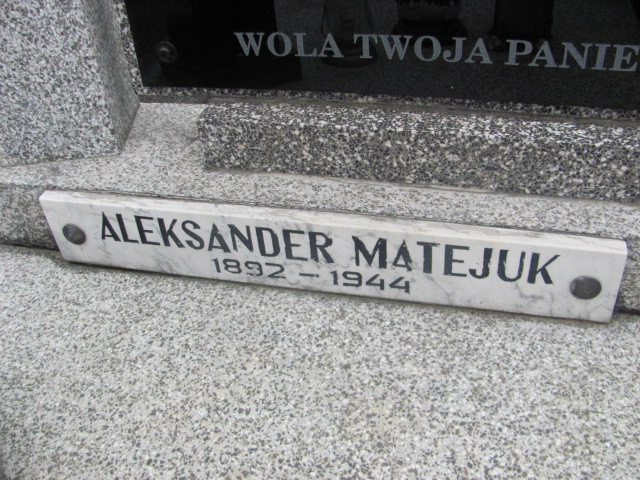 WOLA TWOJA PANIE
ALEKSANDER MATEJUK
1892 – 1944